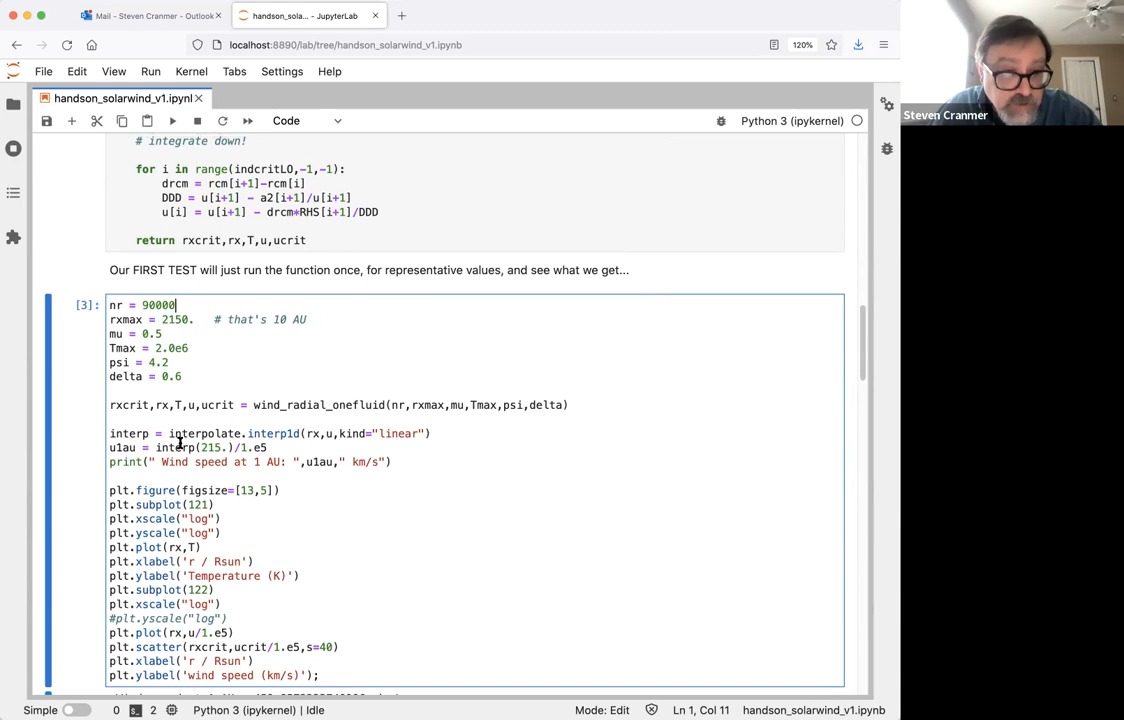 Mail - Steven Cranmer - Outlook
handson_sola... - JupyterLab
localhost:8890/lab/tree/handson_solarwind_v1.ipynb
120%
File Edit View Run Kernel Tabs Settings Help
Steven Cranmer
handson_solarwind_v1.ipynl
Code
Python 3 (ipykernel)
# integrate down!
for i in range(indcritLO,-1,-1):
drcm = rcm[i+1]-rcm[i]
DDD = u[i+1] - a2[i+1]/u[i+1]
u[i] = u[i+1] - drcm*RHS[i+1]/DDD
return rxcrit,rx,T,u,ucrit
Our FIRST TEST will just run the function once, for representative values, and see what we get...
[3]: nr = 90000
rxmax = 2150. # that's 10 AU
mu = 0.5
Tmax = 2.0e6
psi = 4.2
delta = 0.6
rxcrit,rx,T,u,ucrit = wind_radial_onefluid(nr,rxmax,mu,Tmax,psi,delta)
interp = interpolate.interp1d(rx,u,kind="linear")
u1au = interp(215.)/1.e5
print(" Wind speed at 1 AU: ",u1au," km/s")
plt.figure(figsize=[13,5])
plt.subplot(121)
plt.xscale("log")
plt.yscale("log")
plt.plot(rx,T)
plt.xlabel('r / Rsun')
plt.ylabel('Temperature (K)')
plt.subplot(122)
plt.xscale("log")
#plt.yscale("log")
plt.plot(rx,u/1.e5)
plt.scatter(rxcrit,ucrit/1.e5,s=40)
plt.xlabel('r / Rsun')
plt.ylabel('wind speed (km/s)');
Simple 0 2 Python 3 (ipykernel) | Idle Mode: Edit Ln 1, Col 11 handson_solarwind_v1.ipynb